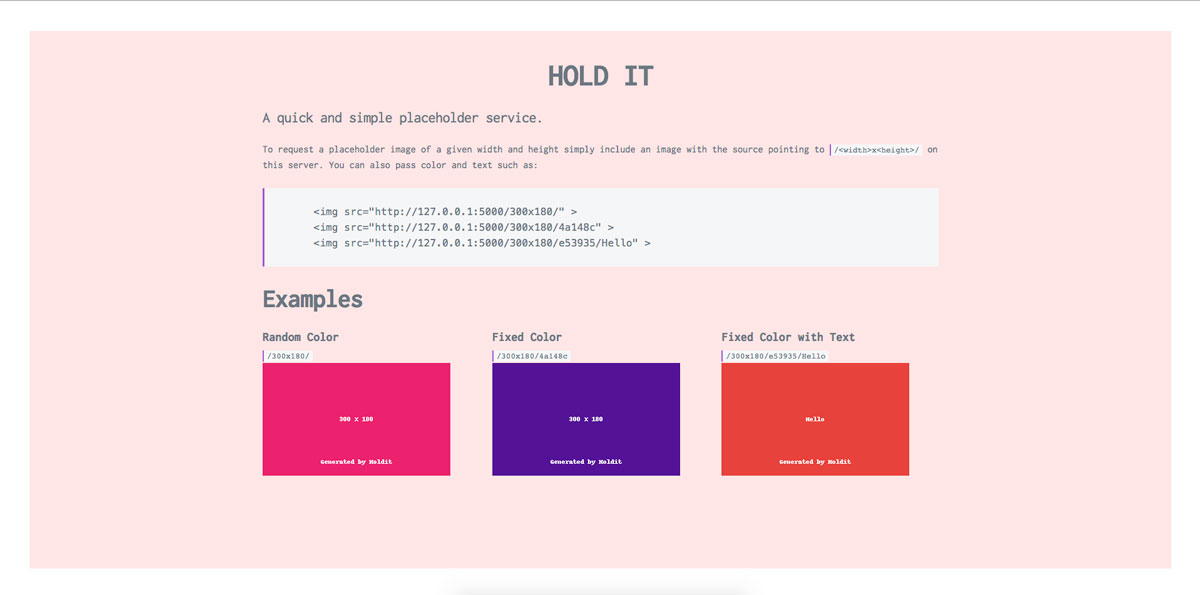 HOLD IT
A quick and simple placeholder service.
To request a placeholder image of a given width and height simply include an image with the source pointing to /<width>x<height>/ on
this server. You can also pass color and text such as:
<img src="http://127.0.0.1:5000/300x180/" >
<img src="http://127.0.0.1:5000/300x180/4a148c" >
<img src="http://127.0.0.1:5000/300x180/e53935/Hello" >
Examples
Random Color
/300x180/
300 x 180
Generated by Holdit
Fixed Color
/300x180/4a148c
300 x 180
Generated by Holdit
Fixed Color with Text
/300x180/e53935/Hello
Hello
Generated by Holdit